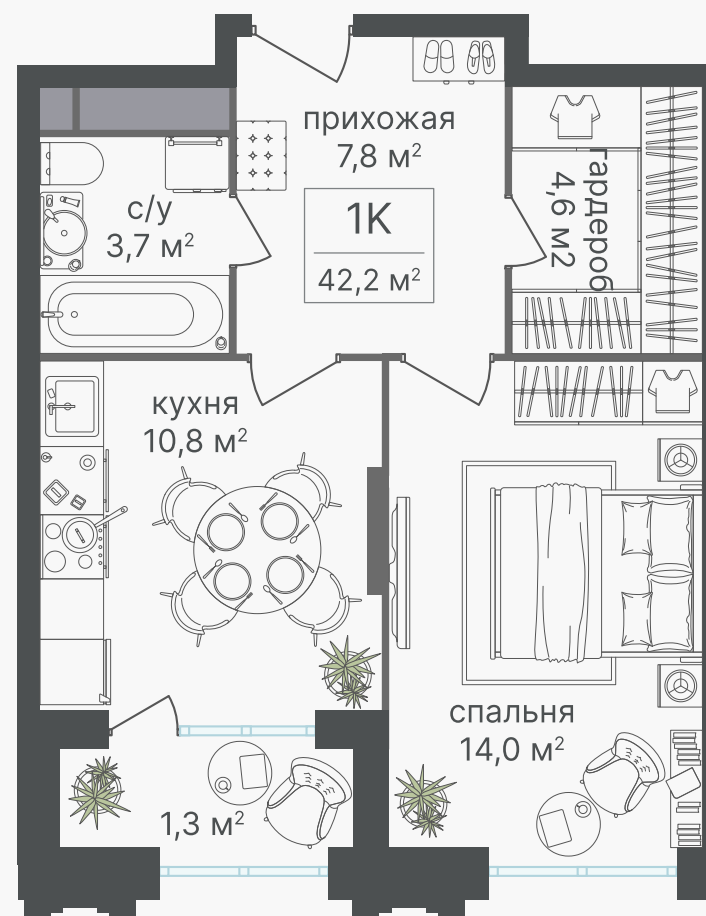 прихожая
7,8 м²
с/у
3,7 м²
1К
42,2 м²
гардероб
4,6 м2
кухня
10,8 м²
спальня
14,0 м²
1,3 м²